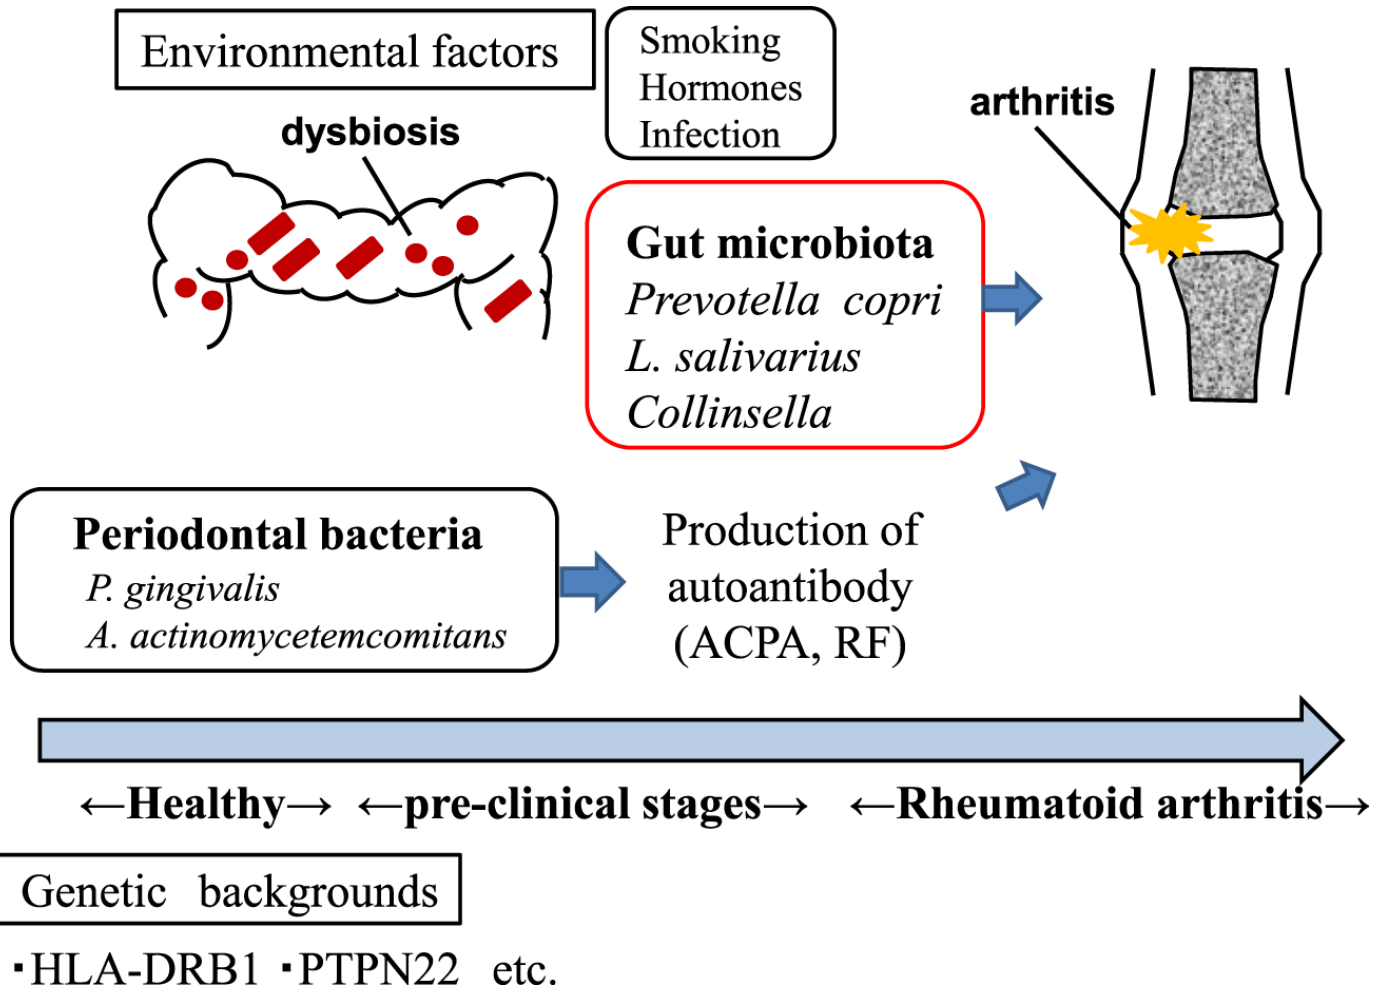 Environmental factors
Smoking
Hormones
Infection
dysbiosis
arthritis
Gut microbiota
Prevotella copri
L. salivarius
Collinsella
Periodontal bacteria
P. gingivalis
A. actinomycetemcomitans
Production of
autoantibody
(ACPA, RF)
←Healthy→ ←pre-clinical stages→ ←Rheumatoid arthritis→
Genetic backgrounds
・HLA-DRB1 ・PTPN22 etc.